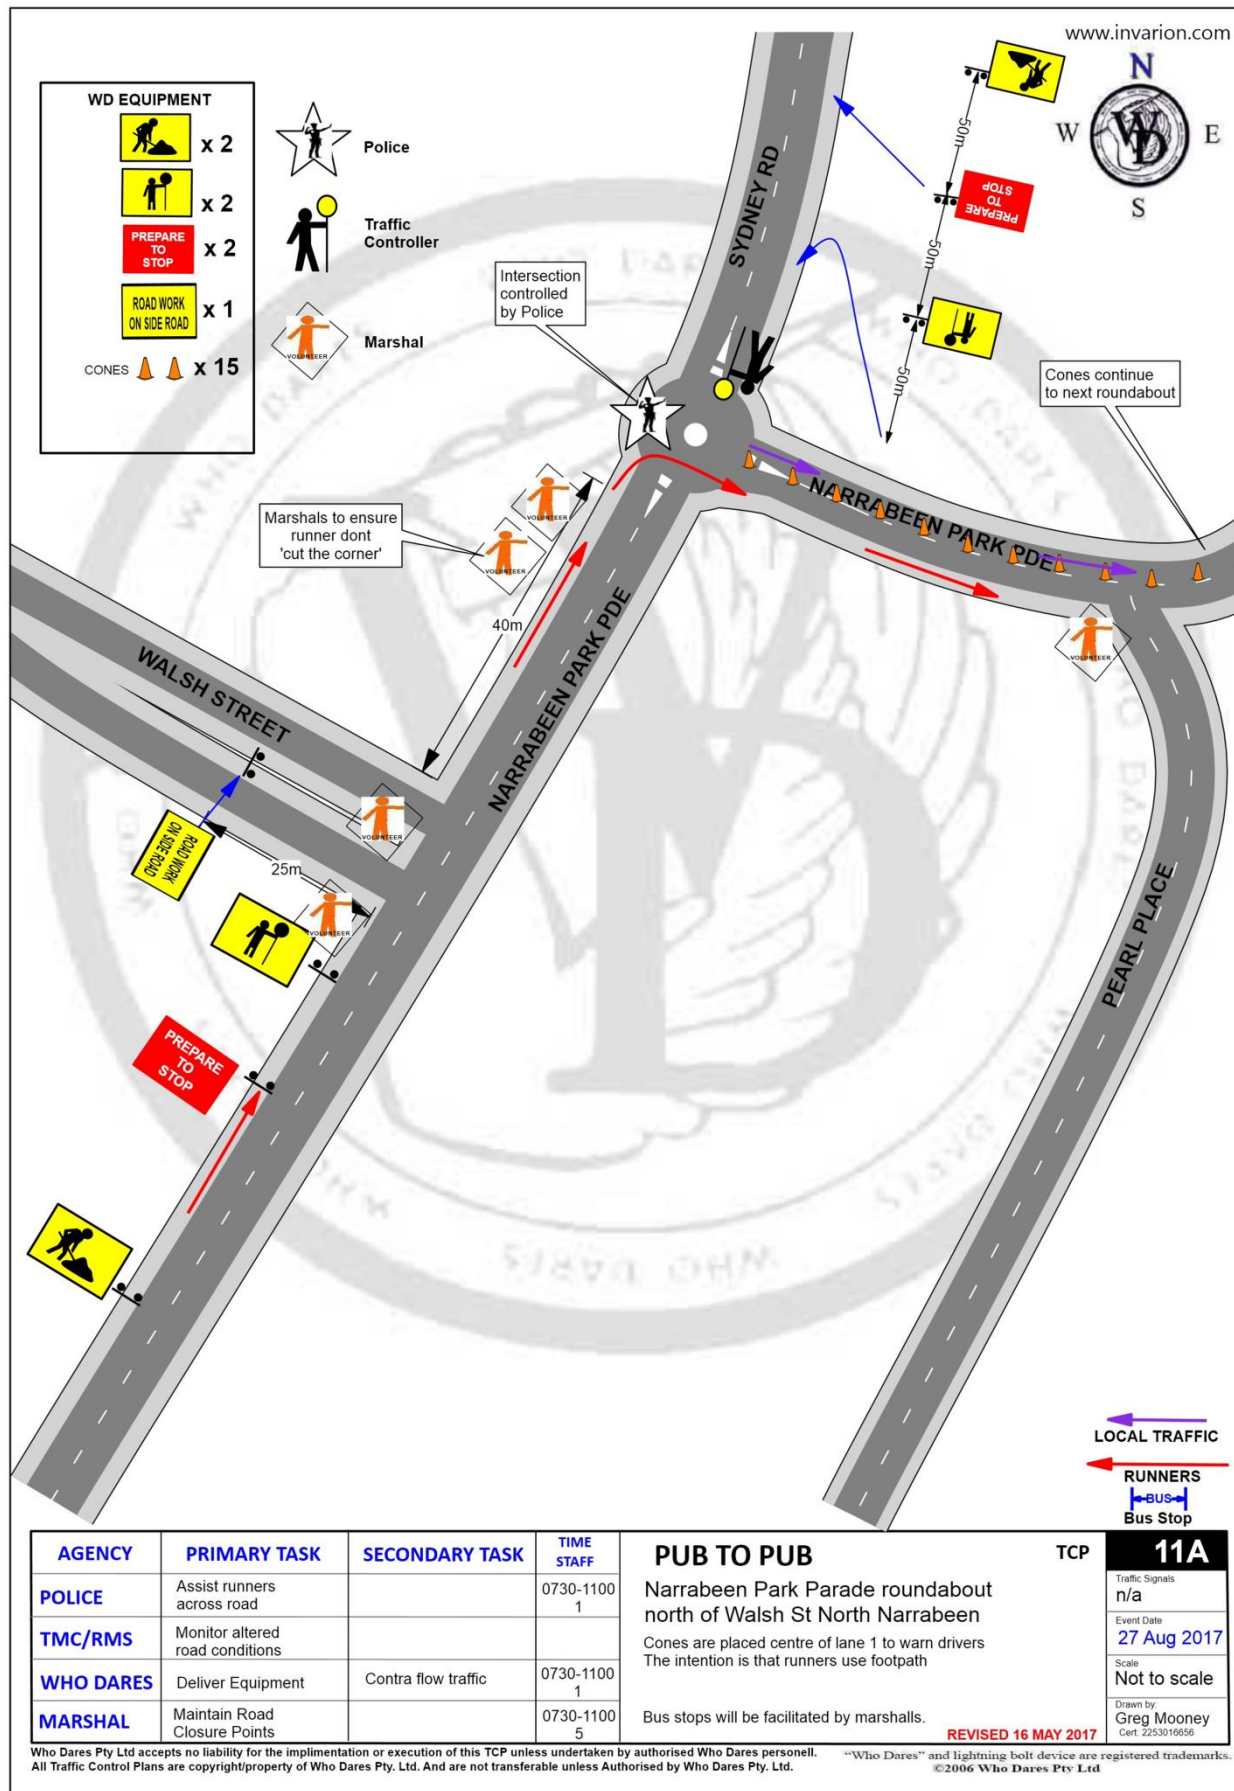 www.invarion.com
N
W
E
S
WD
WD EQUIPMENT
x 2
x 2
PREPARE
TO
STOP
x 2
ROAD WORK
ON SIDE ROAD
x 1
CONES
x 15
Police
Traffic
Controller
VOLUNTEER
Marshal
Intersection
controlled
by Police
SYDNEY RD
50m
PREPARE
TO
STOP
50m
50m
Cones continue
to next roundabout
NARRABEEN PARK PDE
Marshals to ensure
runner dont
'cut the corner'
VOLUNTEER
VOLUNTEER
VOLUNTEER
40m
NARRABEEN PARK PDE
WALSH STREET
VOLUNTEER
ROAD WORK
ON SIDE ROAD
25m
VOLUNTEER
PREPARE
TO
STOP
PEARL PLACE
WHO DARES
LOCAL TRAFFIC
RUNNERS
BUS
Bus Stop
AGENCY PRIMARY TASK SECONDARY TASK TIME
STAFF
POLICE Assist runners
across road 0730-1100
1
TMC/RMS Monitor altered
road conditions
WHO DARES Deliver Equipment Contra flow traffic 0730-1100
1
MARSHAL Maintain Road
Closure Points 0730-1100
5
PUB TO PUB TCP 11A
Narrabeen Park Parade roundabout
north of Walsh St North Narrabeen
Cones are placed centre of lane 1 to warn drivers
The intention is that runners use footpath
Bus stops will be facilitated by marshalls.
REVISED 16 MAY 2017
Traffic Signals
n/a
Event Date
27 Aug 2017
Scale
Not to scale
Drawn by:
Greg Mooney
Cert: 2253016656
Who Dares Pty Ltd accepts no liability for the implimentation or execution of this TCP unless undertaken by authorised Who Dares personell.
All Traffic Control Plans are copyright/property of Who Dares Pty. Ltd. And are not transferable unless Authorised by Who Dares Pty. Ltd.
“Who Dares” and lightning bolt device are registered trademarks.
©2006 Who Dares Pty Ltd